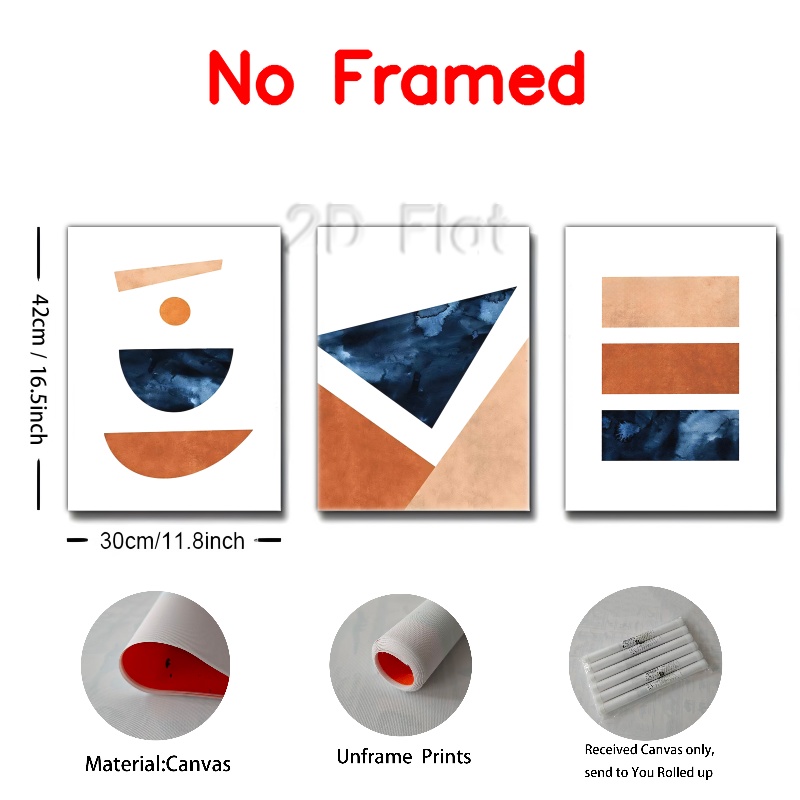 No Framed
2D Flat
42cm / 16.5inch
30cm/11.8inch
Material:Canvas
Unframe Prints
Received Canvas only,
send to You Rolled up